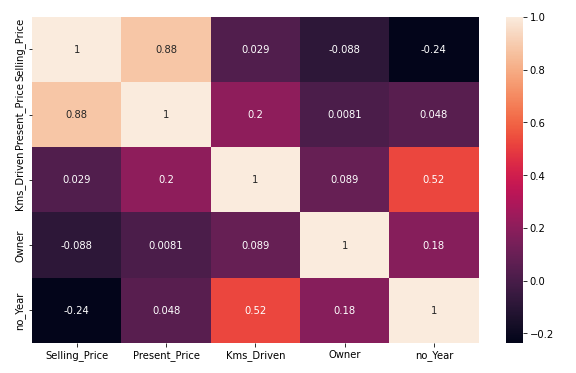 Selling_Price 1 0.88 0.029 -0.088 -0.24
Present_Price 0.88 1 0.2 0.0081 0.048
Kms_Driven 0.029 0.2 1 0.089 0.52
Owner -0.088 0.0081 0.089 1 0.18
no_Year -0.24 0.048 0.52 0.18 1
Selling_Price Present_Price Kms_Driven Owner no_Year
1.0
0.8
0.6
0.4
0.2
0.0
−0.2